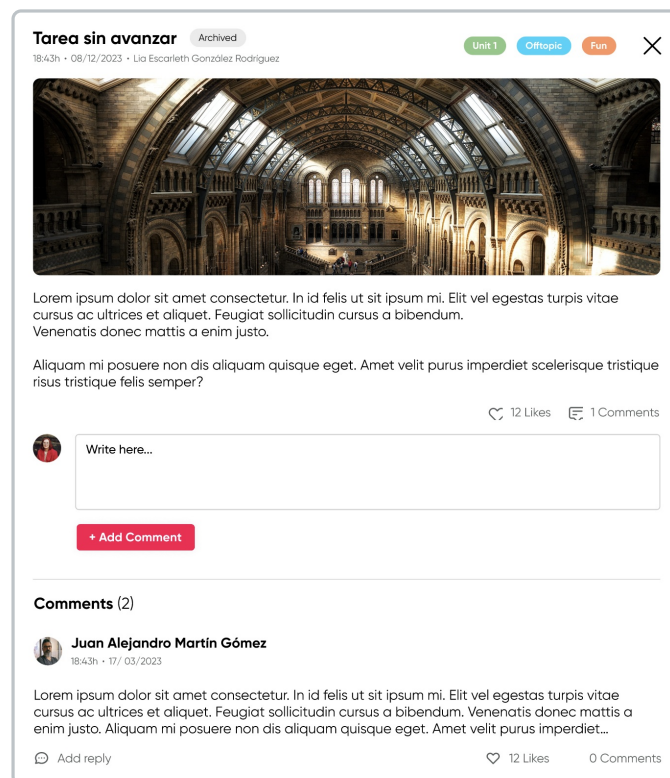 Tarea sin avanzar Archived Unit 1 Offtopic Fun
18:43h • 08/12/2023 • Lia Escarleth González Rodríguez
Lorem ipsum dolor sit amet consectetur. In id felis ut sit ipsum mi. Elit vel egestas turpis vitae
cursus ac ultrices et aliquet. Feugiat sollicitudin cursus a bibendum.
Venenatis donec mattis a enim justo.
Aliquam mi posuere non dis aliquam quisque eget. Amet velit purus imperdiet scelerisque tristique
risus tristique felis semper?
12 Likes 1 Comments
Write here...
+ Add Comment
Comments (2)
Juan Alejandro Martín Gómez
18:43h • 17/ 03/2023
Lorem ipsum dolor sit amet consectetur. In id felis ut sit ipsum mi. Elit vel egestas turpis vitae
cursus ac ultrices et aliquet. Feugiat sollicitudin cursus a bibendum. Venenatis donec mattis a
enim justo. Aliquam mi posuere non dis aliquam quisque eget. Amet velit purus imperdiet...
Add reply 12 Likes 0 Comments